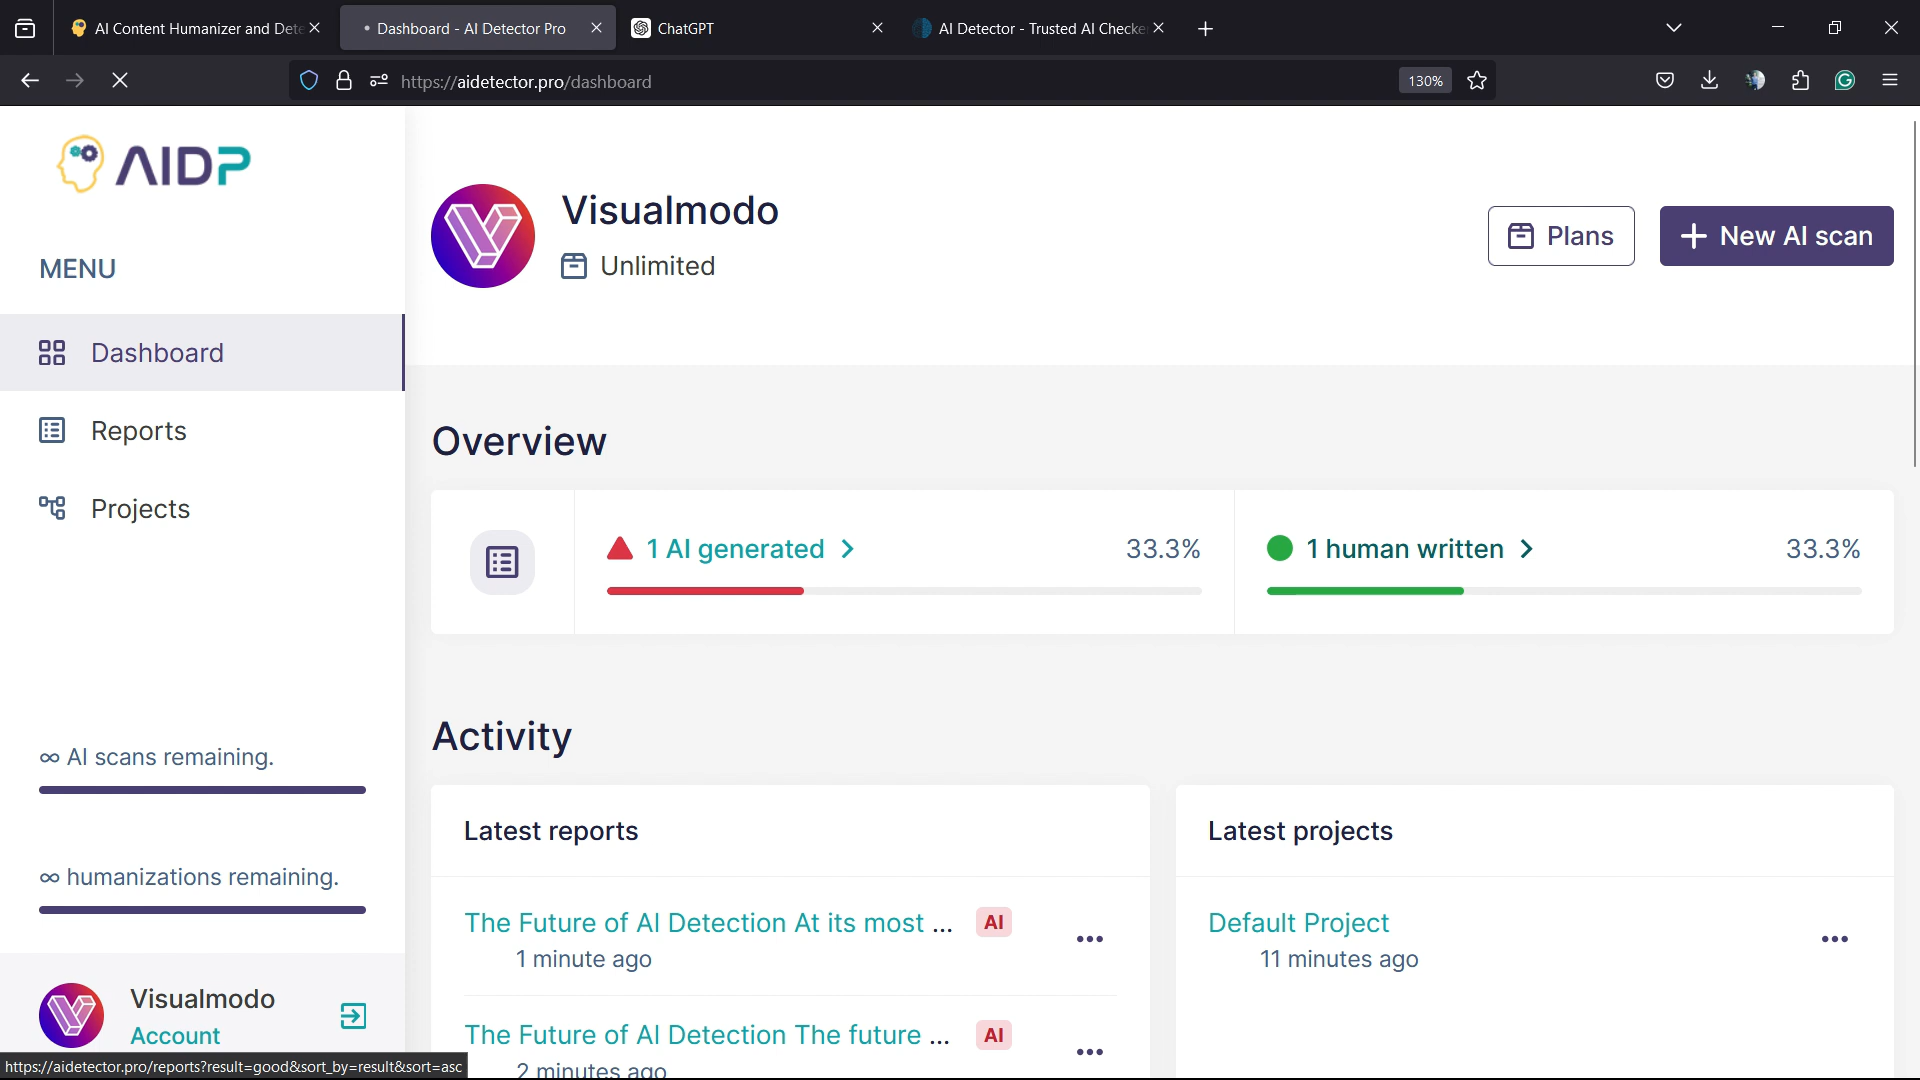 AI Content Humanizer and Dete
Dashboard - AI Detector Pro
ChatGPT
AI Detector - Trusted AI Checke
https://aidetector.pro/dashboard
130%
AIDP
MENU
Dashboard
Reports
Projects
∞ AI scans remaining.
∞ humanizations remaining.
Visualmodo
Account
https://aidetector.pro/reports?result=good&sort_by=result&sort=asc
Visualmodo
Unlimited
Plans
New AI scan
Overview
1 AI generated
33.3%
1 human written
33.3%
Activity
Latest reports
The Future of AI Detection At its most ...
AI
1 minute ago
The Future of AI Detection The future ...
AI
2 minutes ago
Latest projects
Default Project
11 minutes ago